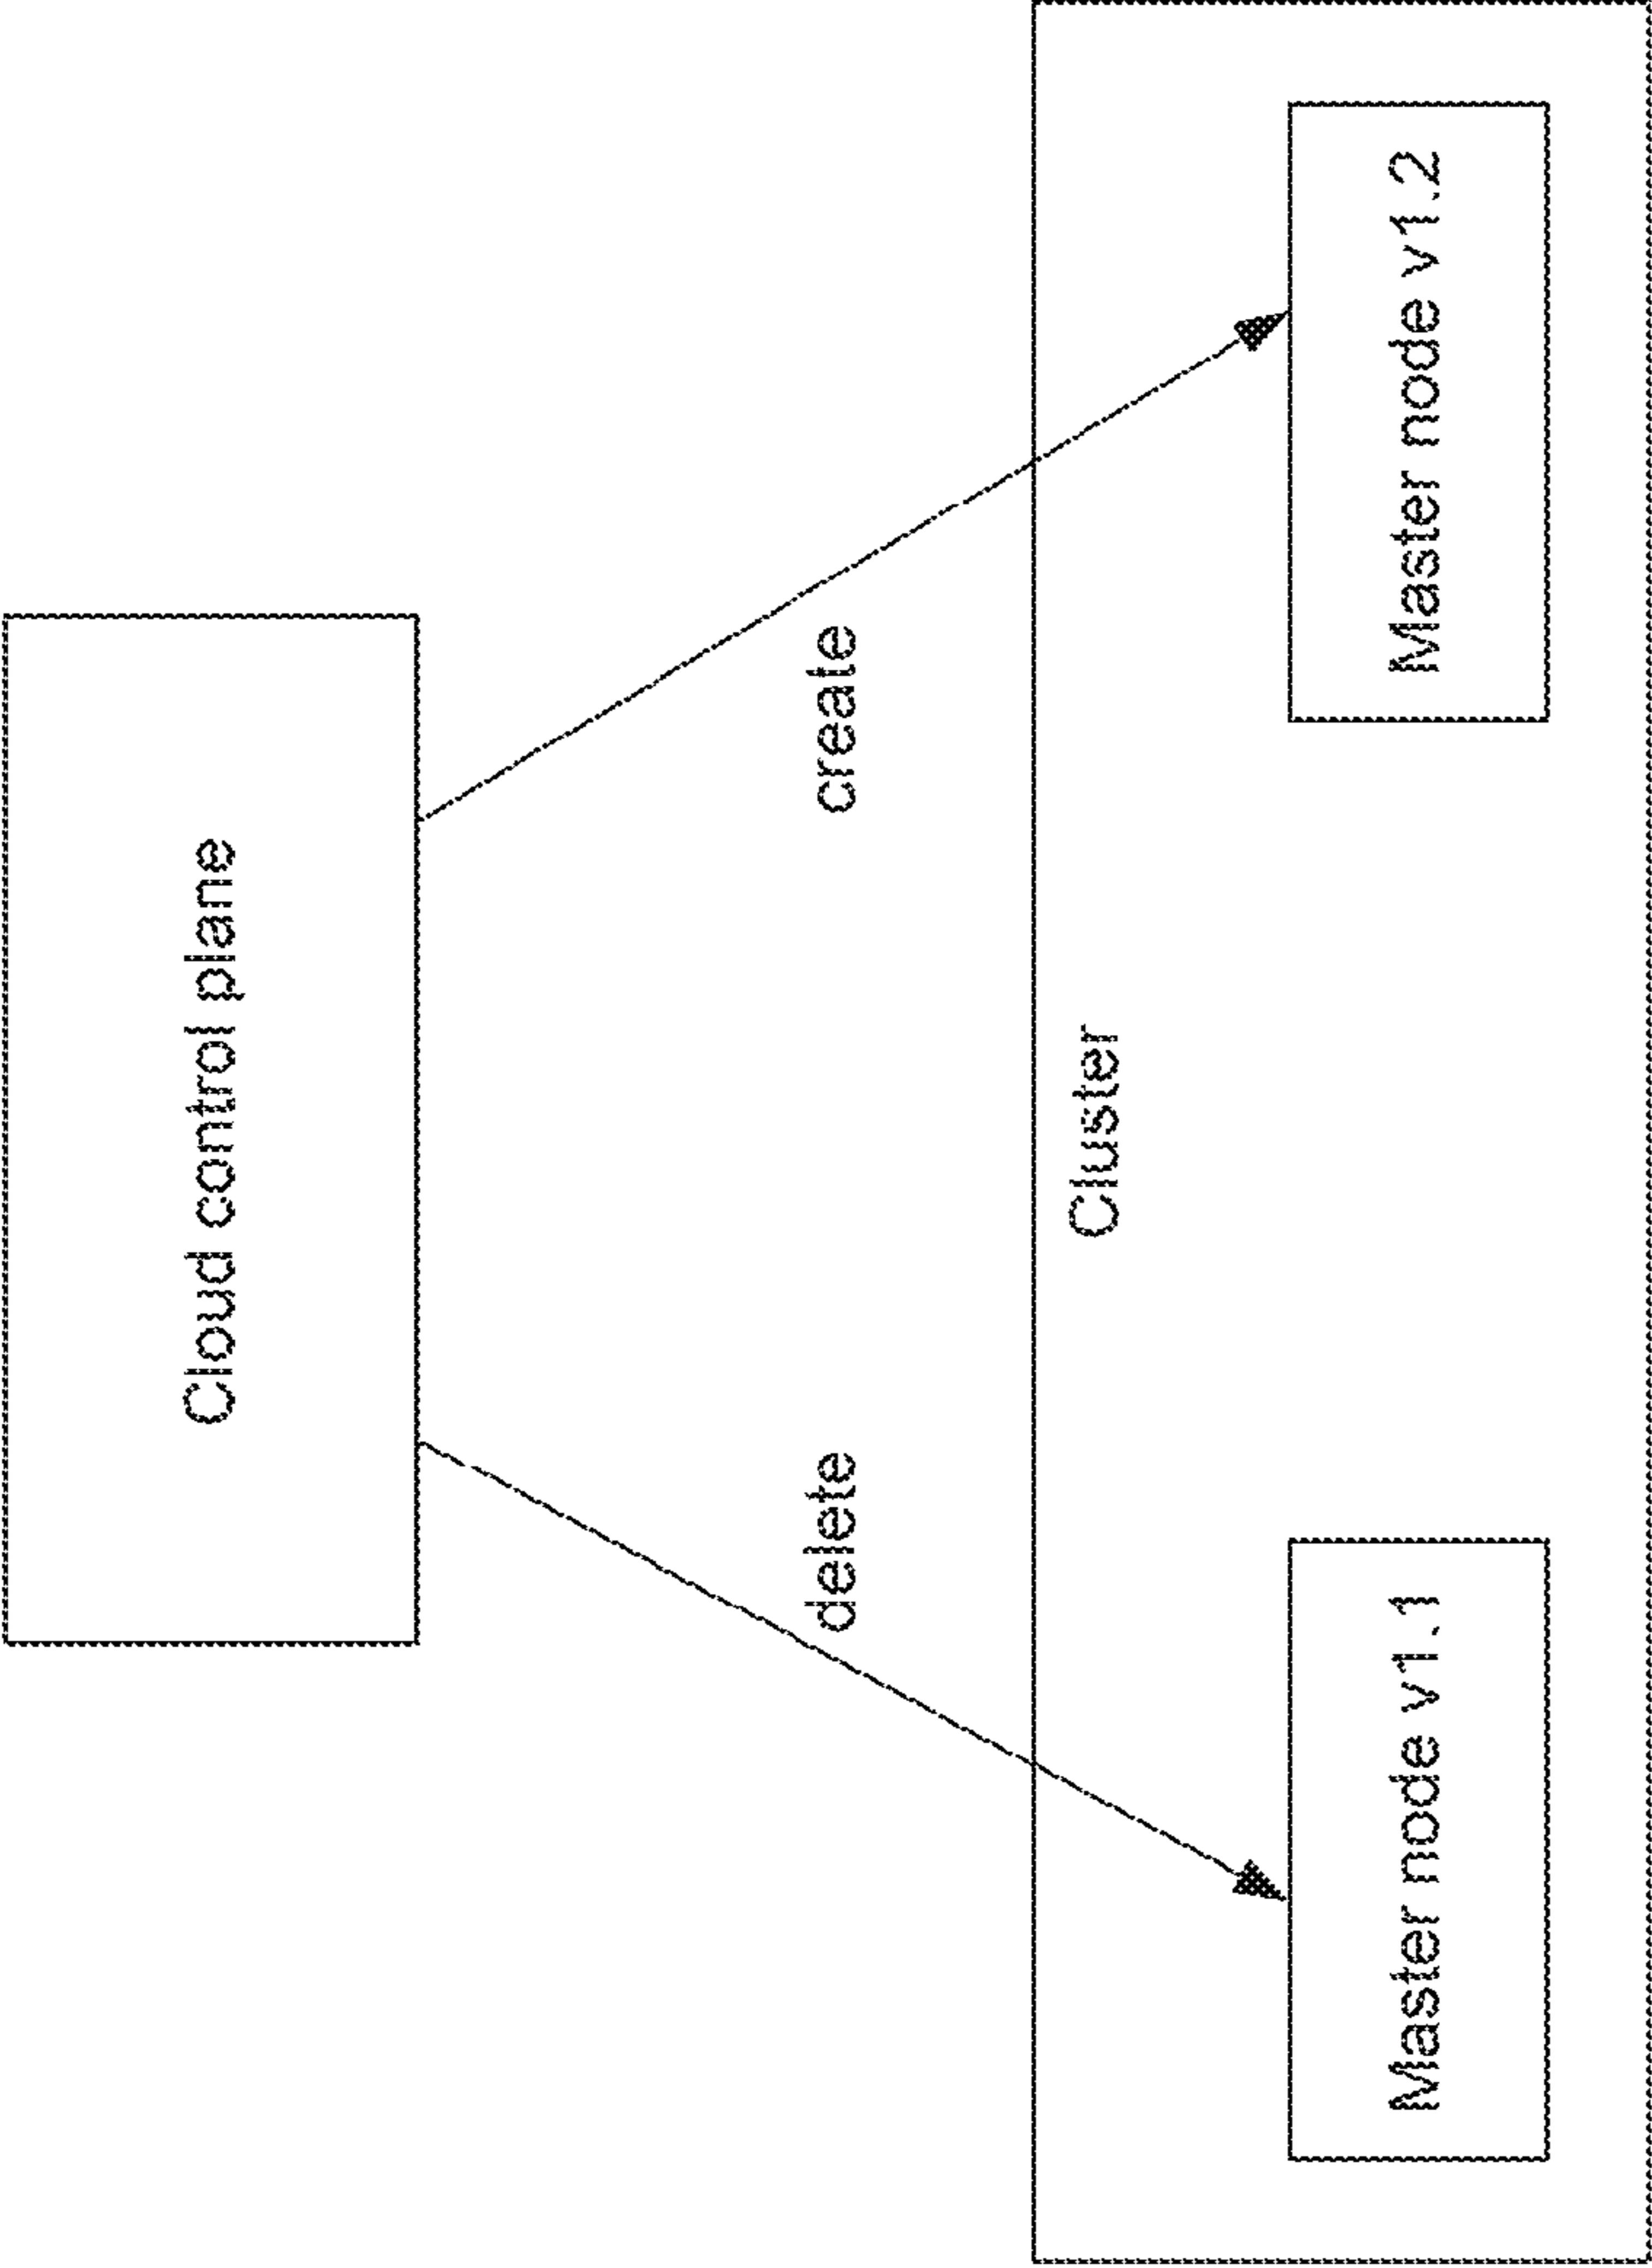 Cloud control plane
delete
create
Cluster
Master node v1.1
Master node v1.2